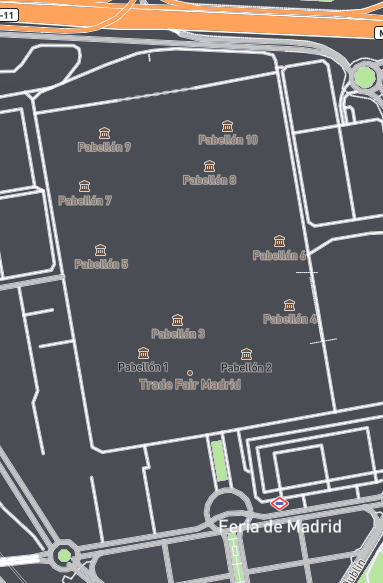 -11
M
Pabellón 9
Pabellón 10
Pabellón 8
Pabellón 7
Pabellón 6
Pabellón 5
Pabellón 4
Pabellón 3
Pabellón 1
Pabellón 2
Trade Fair Madrid
Feria de Madrid
ublín